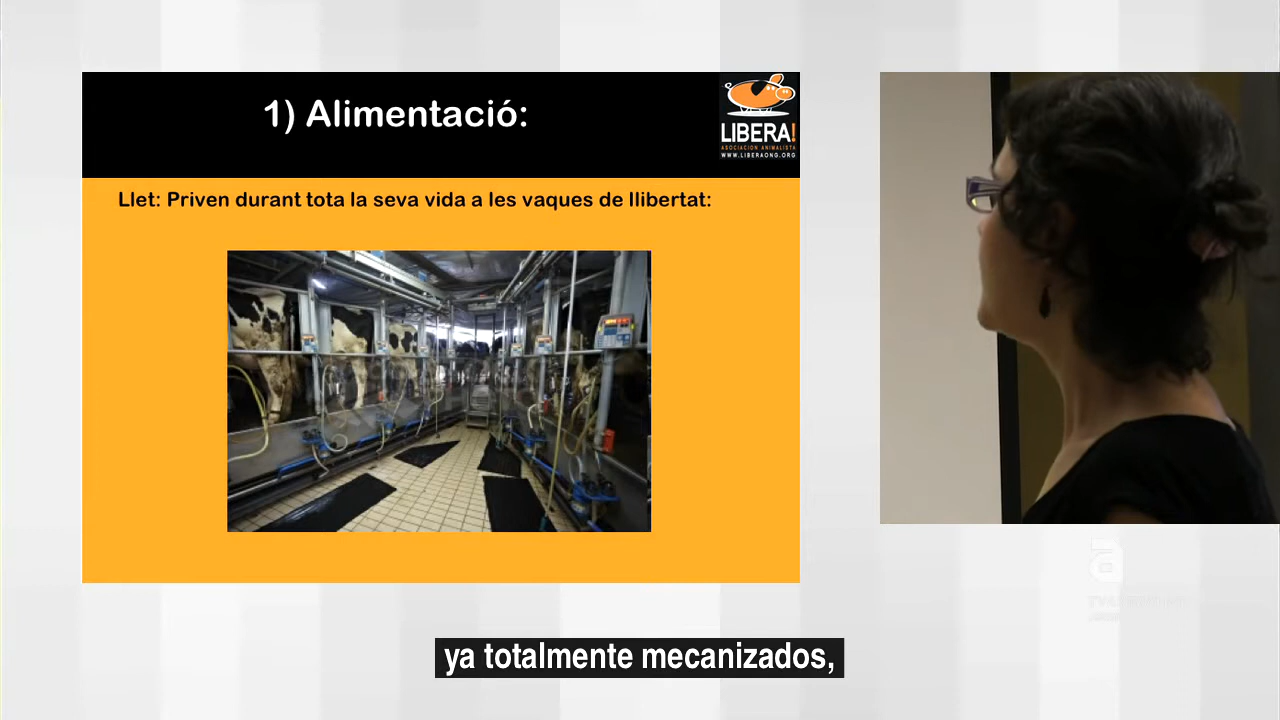 1) Alimentació:
LIBERA!
ASOCIACION ANIMALISTA
WWW.LIBERAONG.ORG
Llet: Priven durant tota la seva vida a les vaques de llibertat:
a
ya totalmente mecanizados,